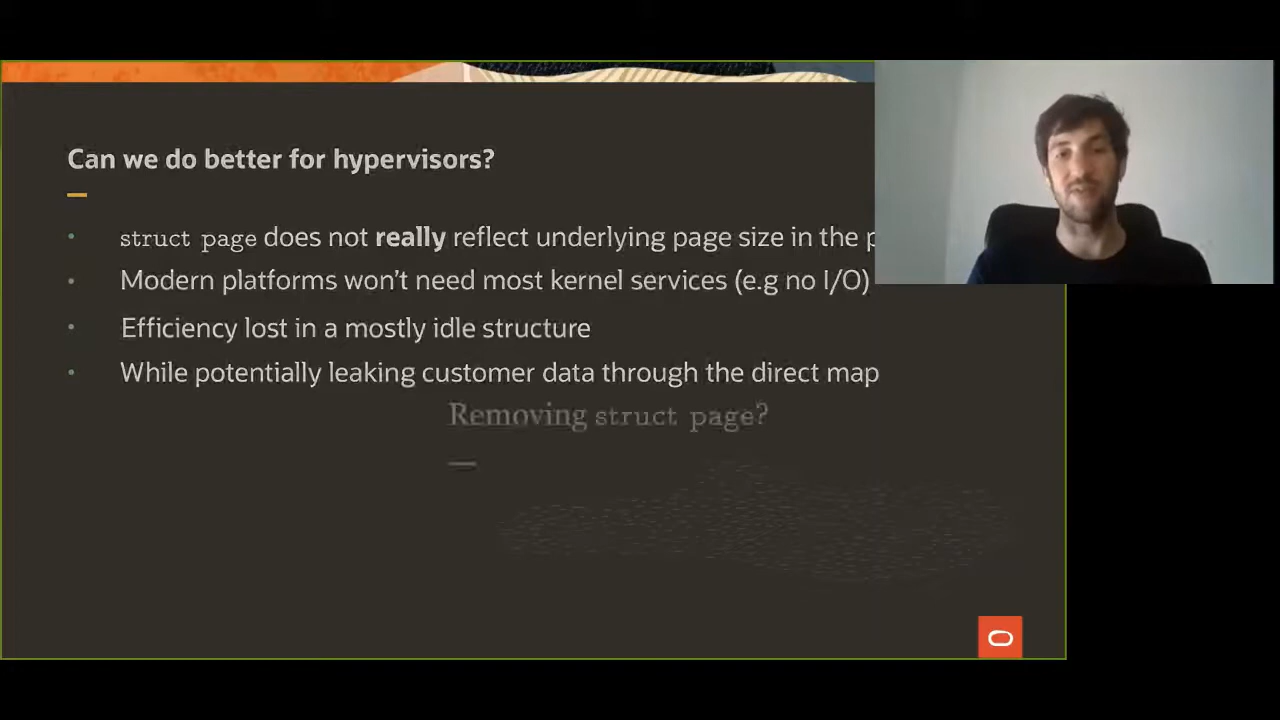 Can we do better for hypervisors?
struct page does not really reflect underlying page size in the
Modern platforms won't need most kernel services (e.g no I/O)
Efficiency lost in a mostly idle structure
While potentially leaking customer data through the direct map
Removing struct page?